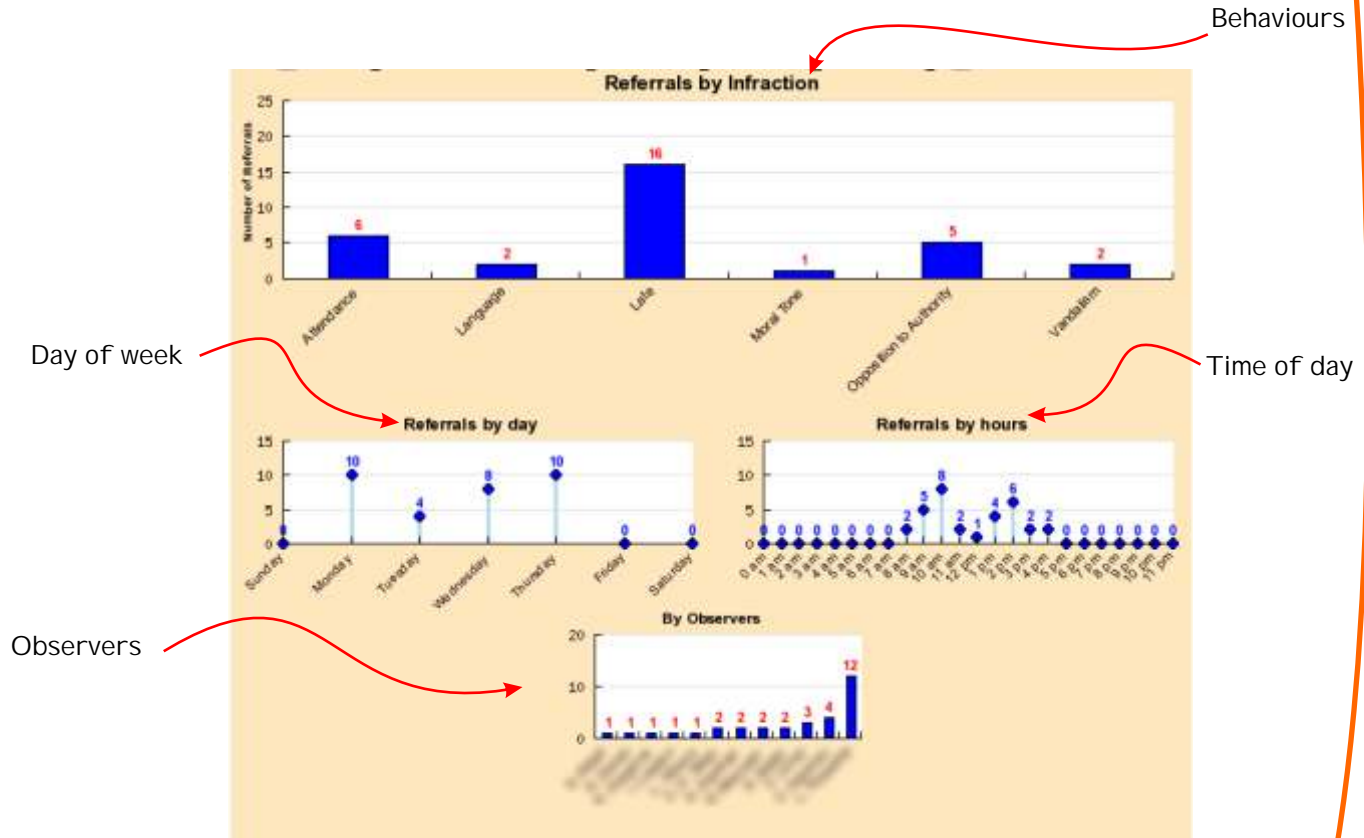 Behaviours
Referrals by Infraction
Number of Referrals
25
20
15
10
5
0
6
2
16
1
5
2
Attendance
Language
Late
Moral Tone
Opposition to Authority
Vandalism
Day of week
Time of day
Referrals by day
15
10
5
0
0
10
4
8
10
0
0
Sunday
Monday
Tuesday
Wednesday
Thursday
Friday
Saturday
Referrals by hours
15
10
5
0
0 0 0 0 0 0 0 0 2 5 8 2 1 4 6 2 2 0 0 0 0 0 0 0
0 am
1 am
2 am
3 am
4 am
5 am
6 am
7 am
8 am
9 am
10 am
11 am
12 pm
1 pm
2 pm
3 pm
4 pm
5 pm
6 pm
7 pm
8 pm
9 pm
10 pm
11 pm
Observers
By Observers
20
10
0
1 1 1 1 1 2 2 2 2 3 4 12